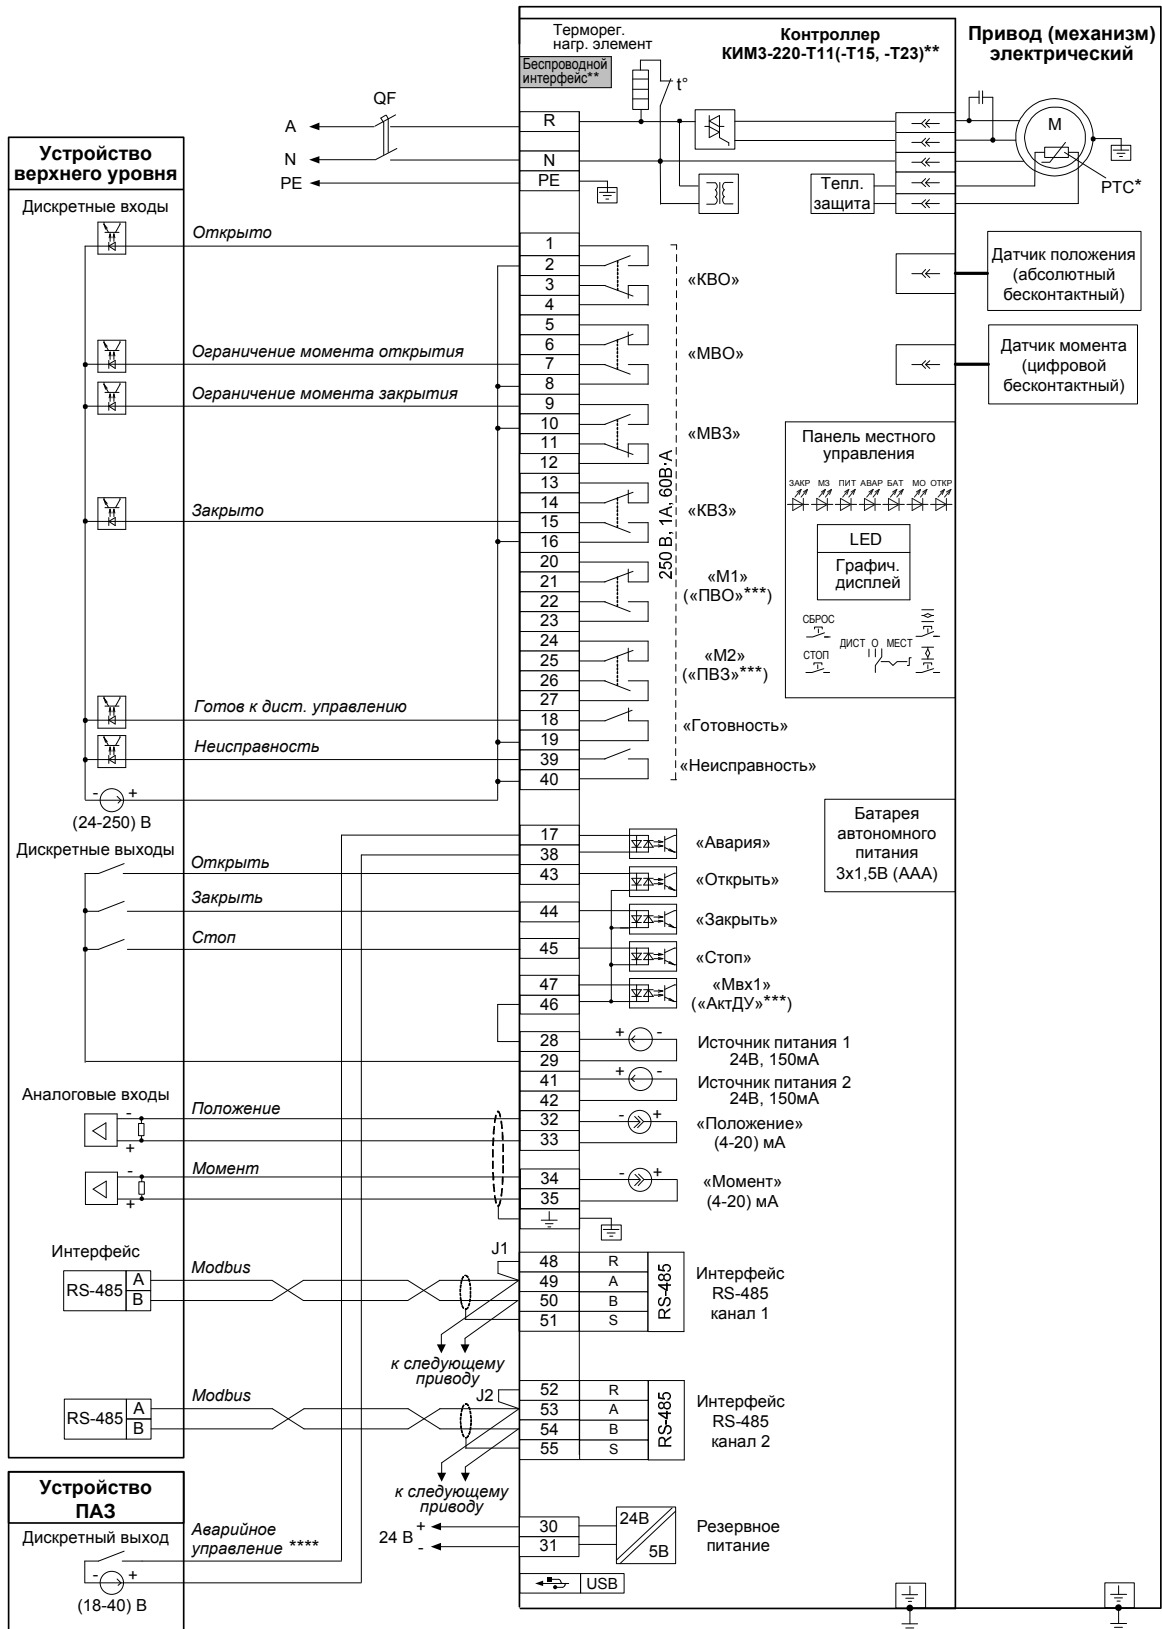 Терморег.
нагр. элемент
Беспроводной
интерфейс**
Контроллер
КИМ3-220-Т11(-Т15, -Т23)**
Привод (механизм)
электрический
t°
QF
A
N
PE
R
N
PE
M
PTC*
Тепл.
защита
Устройство
верхнего уровня
Дискретные входы
Открыто
1
2
3
4
«КВО»
Датчик положения
(абсолютный
бесконтактный)
Ограничение момента открытия
5
6
7
8
«МВО»
Датчик момента
(цифровой
бесконтактный)
Ограничение момента закрытия
9
10
11
12
«МВЗ»
250 В, 1А, 60В·А
Панель местного
управления
ЗАКР МЗ ПИТ АВАР БАТ МО ОТКР
LED
Графич.
дисплей
СБРОС
СТОП
ДИСТ О МЕСТ
Закрыто
13
14
15
16
«КВЗ»
20
21
22
23
«М1»
(«ПВО»***)
24
25
26
27
«М2»
(«ПВЗ»***)
Готов к дист. управлению
18
19
«Готовность»
Неисправность
39
40
«Неисправность»
- +
(24-250) В
Батарея
автономного
питания
3х1,5В (ААА)
Дискретные выходы
17
38
«Авария»
Открыть
43
«Открыть»
Закрыть
44
«Закрыть»
Стоп
45
«Стоп»
47
46
«Мвх1»
(«АктДУ»***)
28
29
+ -
Источник питания 1
24В, 150мА
41
42
+ -
Источник питания 2
24В, 150мА
Аналоговые входы
Положение
- +
32
33
- +
«Положение»
(4-20) мА
Момент
- +
34
35
- +
«Момент»
(4-20) мА
Интерфейс
RS-485
A
B
Modbus
J1
48 R
49 A
50 B
51 S
RS-485
Интерфейс
RS-485
канал 1
к следующему
приводу
RS-485
A
B
Modbus
J2
52 R
53 A
54 B
55 S
RS-485
Интерфейс
RS-485
канал 2
к следующему
приводу
Устройство
ПАЗ
Дискретный выход
- +
(18-40) В
Аварийное
управление ****
24 В
+
-
30
31
24В
5В
Резервное
питание
USB